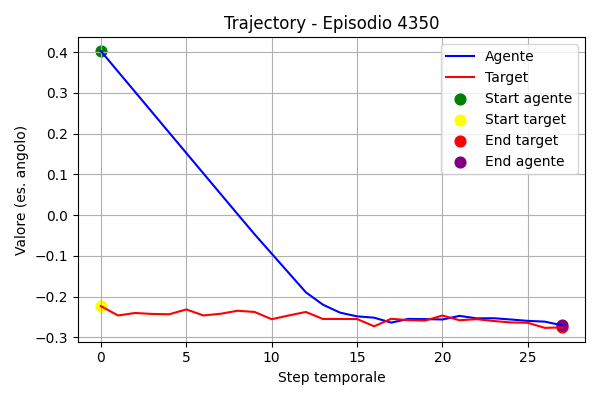 Trajectory - Episodio 4350
Valore (es. angolo)
0.4
0.3
0.2
0.1
0.0
−0.1
−0.2
−0.3
Agente
Target
Start agente
Start target
End target
End agente
0 5 10 15 20 25
Step temporale